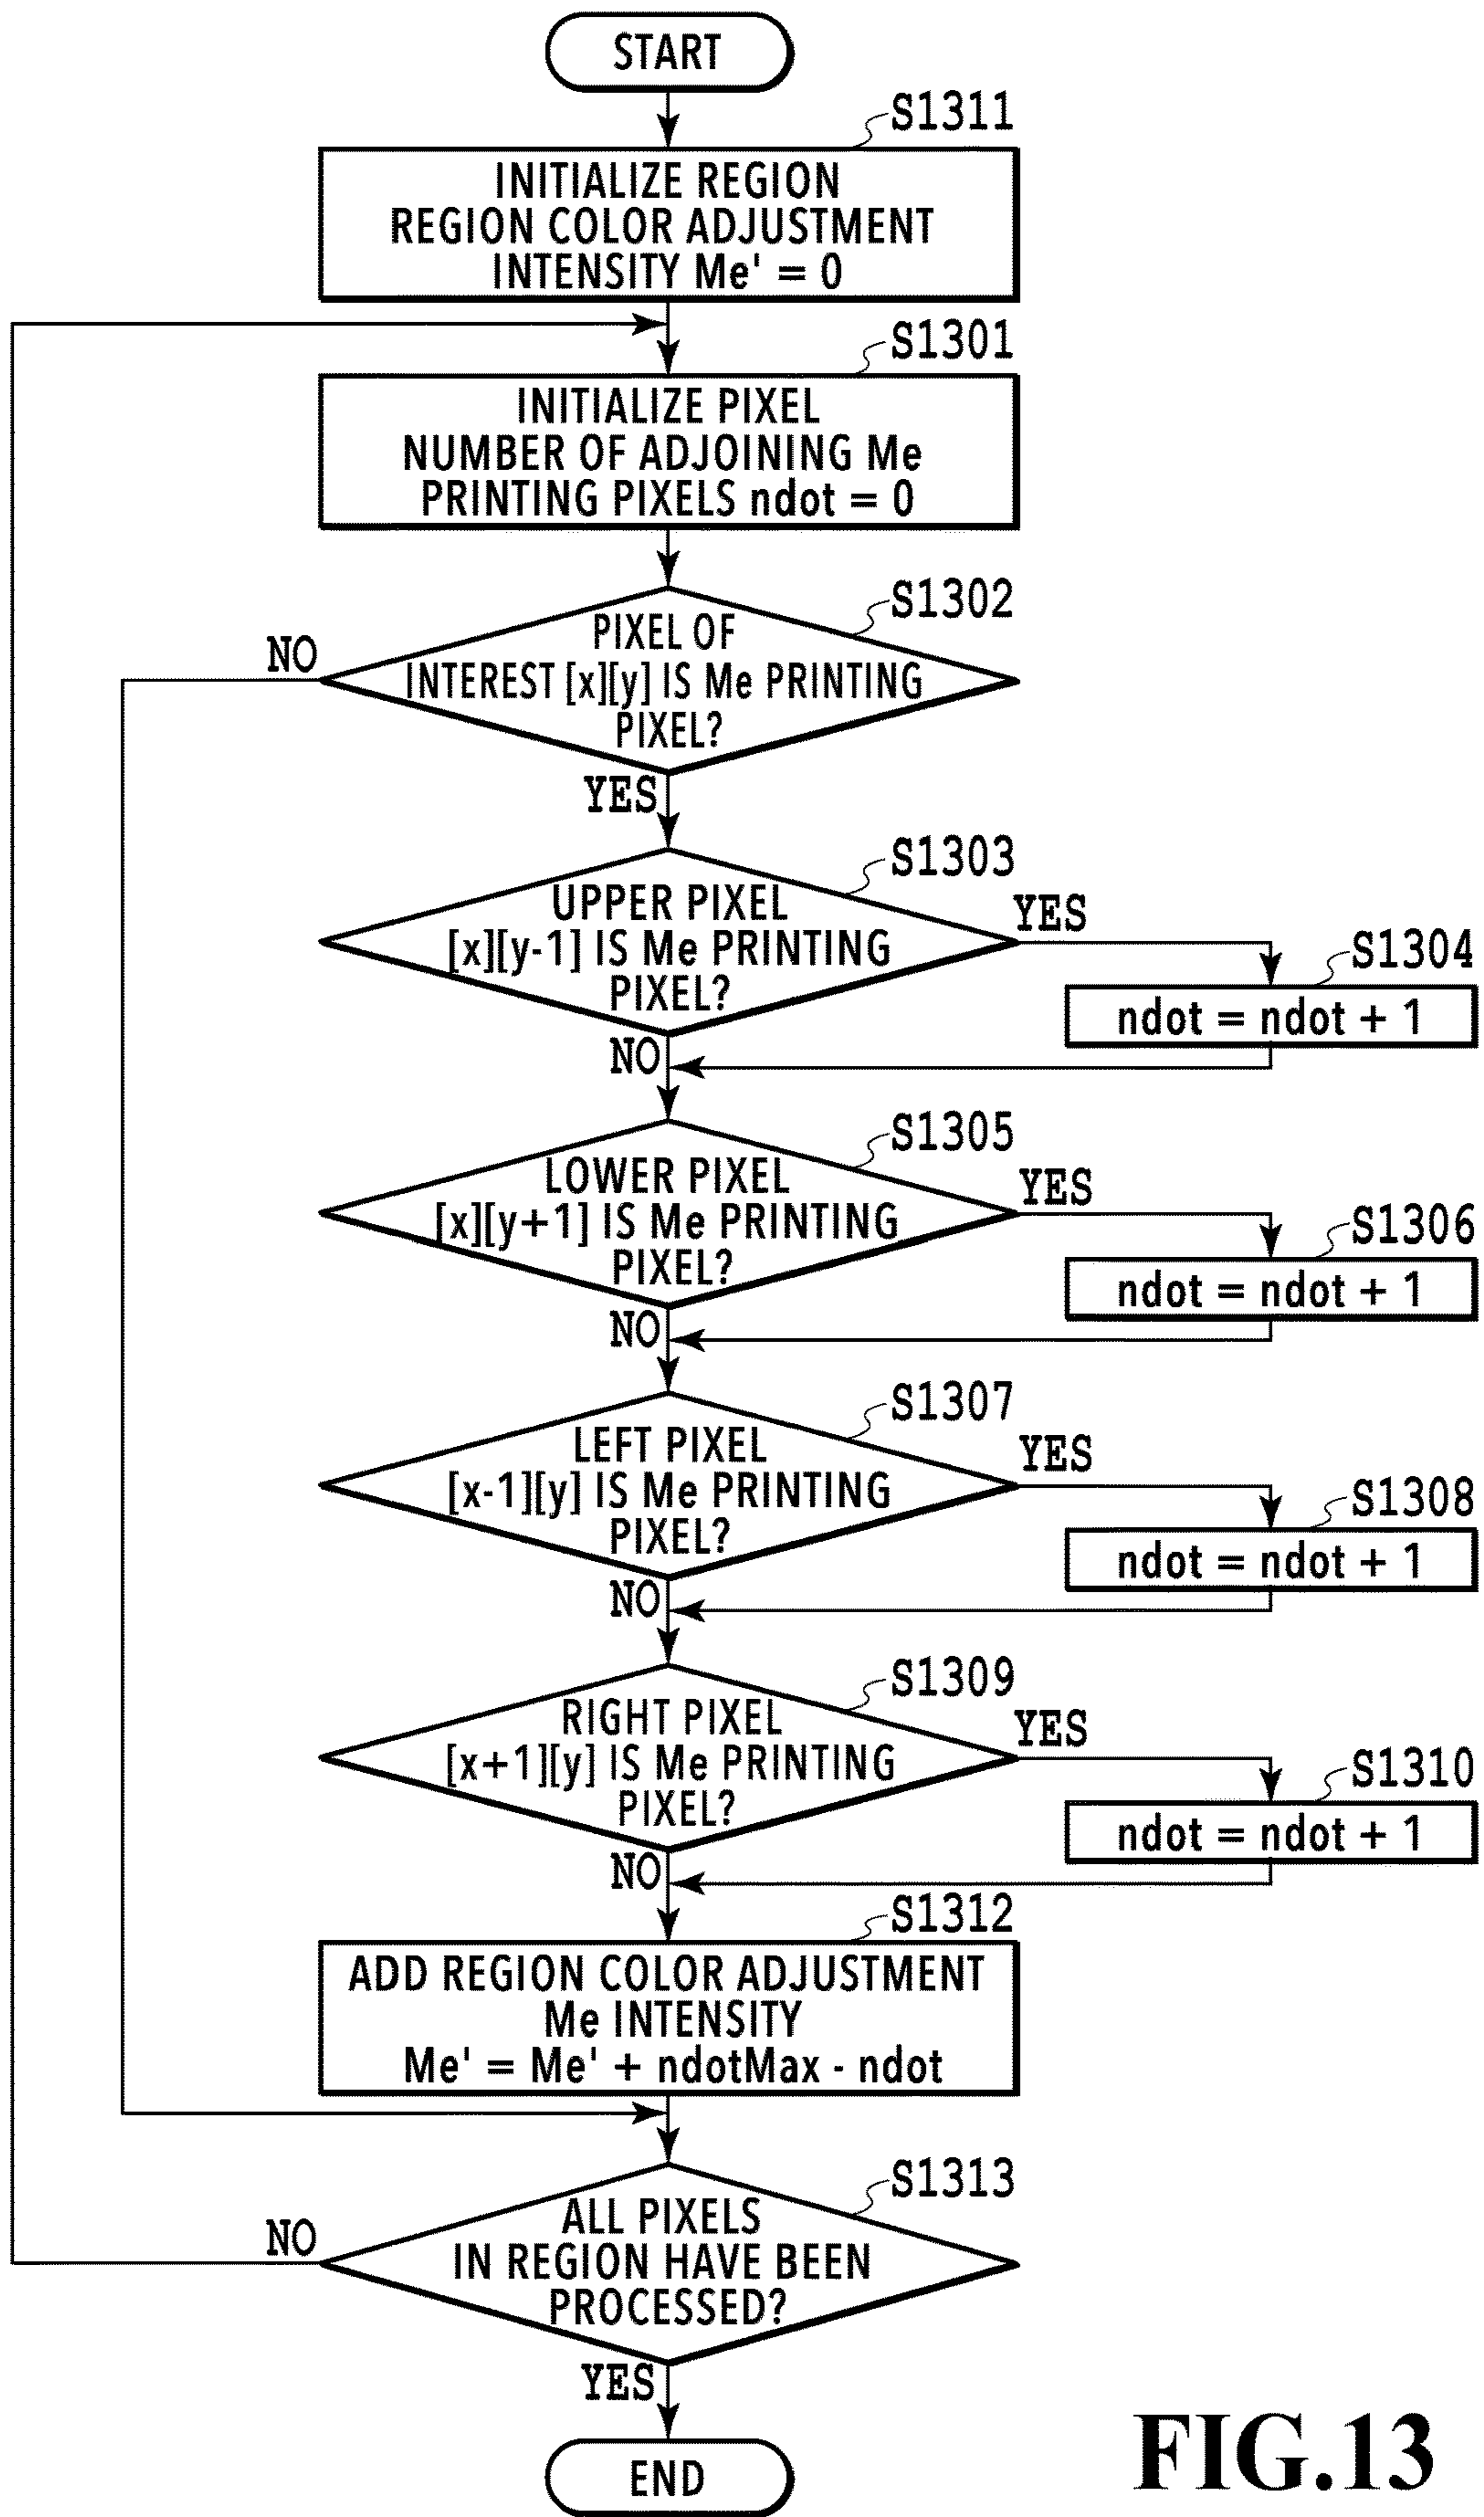 START
S1311
INITIALIZE REGION
REGION COLOR ADJUSTMENT
INTENSITY Me' = 0
S1301
INITIALIZE PIXEL
NUMBER OF ADJOINING Me
PRINTING PIXELS ndot = 0
S1302
PIXEL OF
INTEREST [x][y] IS Me PRINTING
PIXEL?
NO
YES
S1303
UPPER PIXEL
[x][y-1] IS Me PRINTING
PIXEL?
YES
S1304
ndot = ndot + 1
NO
S1305
LOWER PIXEL
[x][y+1] IS Me PRINTING
PIXEL?
YES
S1306
ndot = ndot + 1
NO
S1307
LEFT PIXEL
[x-1][y] IS Me PRINTING
PIXEL?
YES
S1308
ndot = ndot + 1
NO
S1309
RIGHT PIXEL
[x+1][y] IS Me PRINTING
PIXEL?
YES
S1310
ndot = ndot + 1
NO
S1312
ADD REGION COLOR ADJUSTMENT
Me INTENSITY
Me' = Me' + ndotMax - ndot
S1313
ALL PIXELS
IN REGION HAVE BEEN
PROCESSED?
NO
YES
END
FIG.13